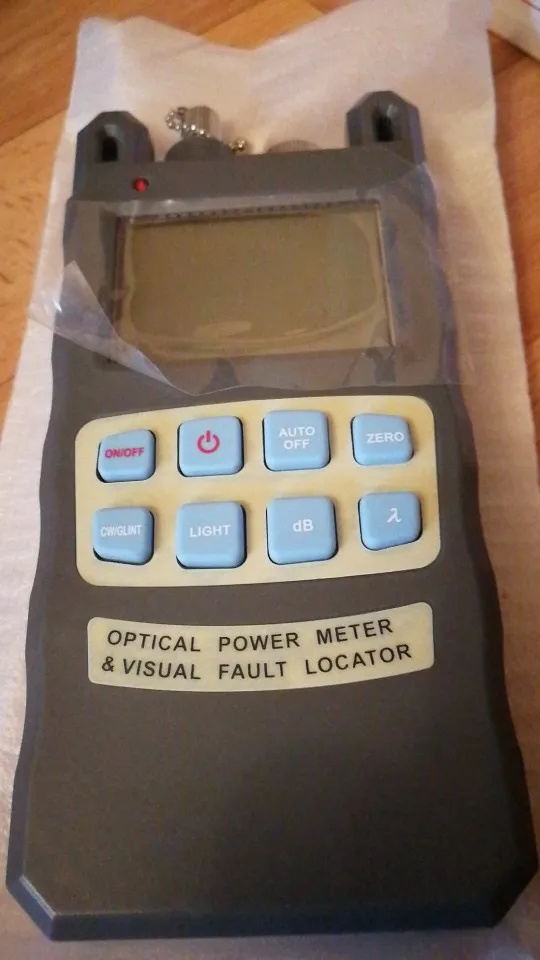 ON/OFF
AUTO
OFF
ZERO
CW/GLINT
LIGHT
dB
λ
OPTICAL POWER METER
& VISUAL FAULT LOCATOR